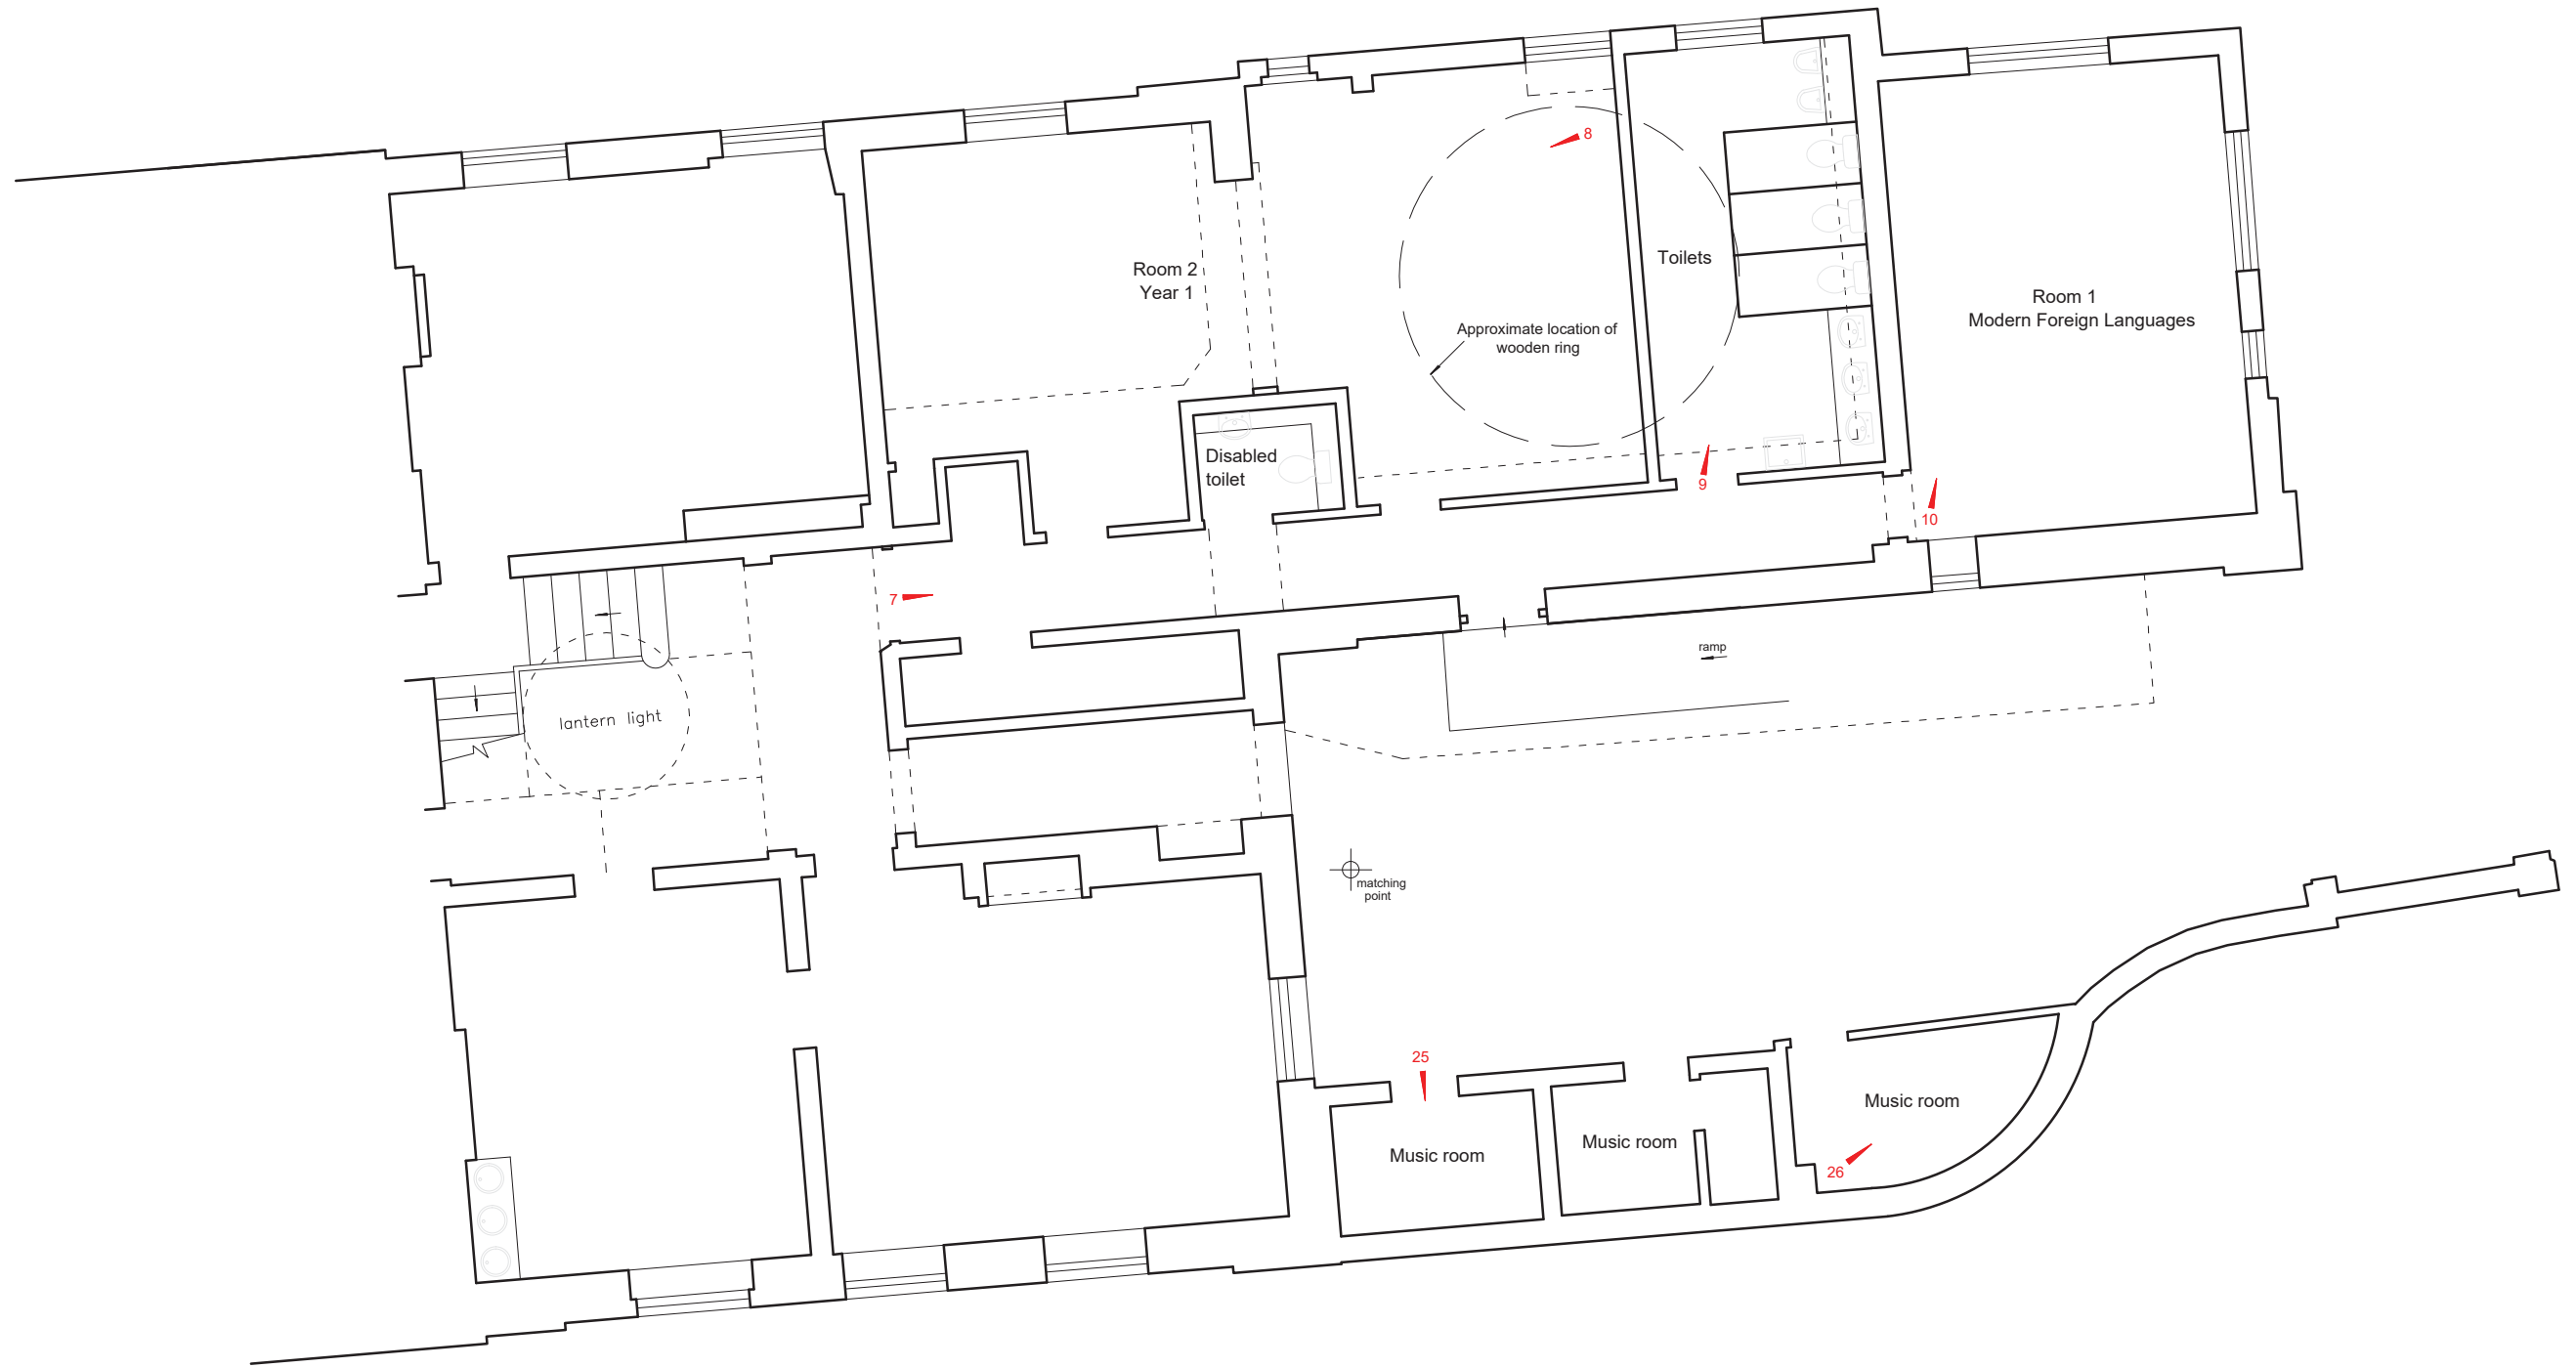 8
Room 2
Year 1
Toilets
Room 1
Modern Foreign Languages
Approximate location of
wooden ring
Disabled
toilet
9
10
7
ramp
lantern light
matching
point
25
Music room
Music room
Music room
26